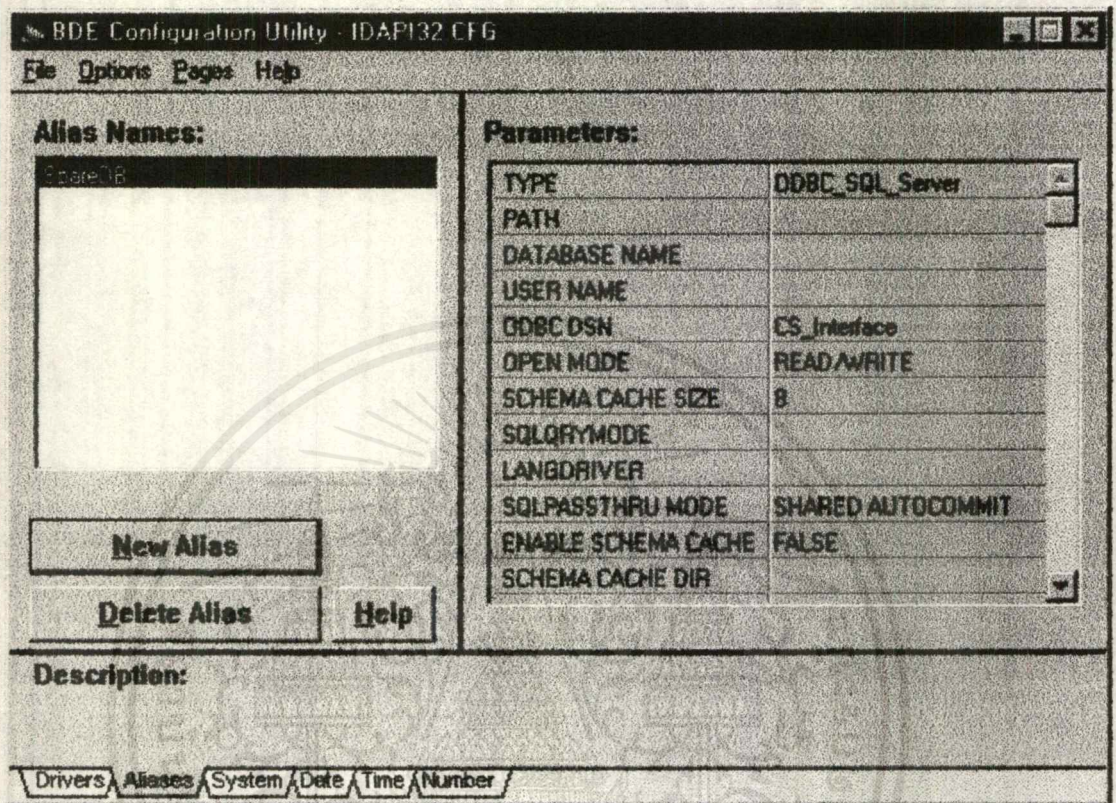 BDE Configuration Utility - IDAPI32.CFG
File Options Pages Help
Alias Names:
SpareDB
New Alias
Delete Alias
Help
Parameters:
TYPE ODBC_SQL_Server
PATH
DATABASE NAME
USER NAME
ODBC DSN CS_Interface
OPEN MODE READ/WRITE
SCHEMA CACHE SIZE 8
SQLQRYMODE
LANGDRIVER
SQLPASSTHRU MODE SHARED AUTOCOMMIT
ENABLE SCHEMA CACHE FALSE
SCHEMA CACHE DIR
Description:
Drivers Aliases System Date Time Number